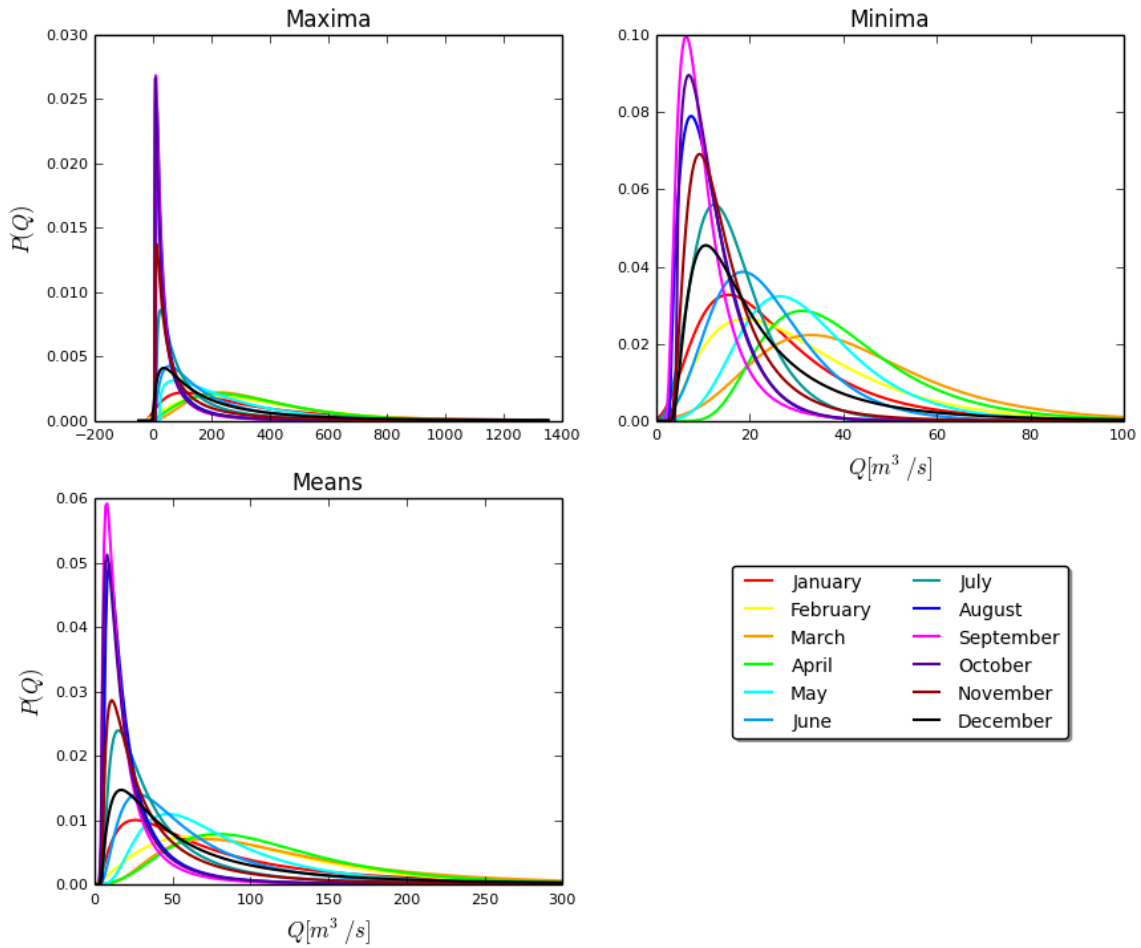 Maxima
0.030
0.025
0.020
0.015
0.010
0.005
0.000
−200 0 200 400 600 800 1000 1200 1400
P(Q)
Minima
0.10
0.08
0.06
0.04
0.02
0.00
0 20 40 60 80 100
Q[m³ /s]
Means
0.06
0.05
0.04
0.03
0.02
0.01
0.00
0 50 100 150 200 250 300
P(Q)
Q[m³ /s]
January
February
March
April
May
June
July
August
September
October
November
December